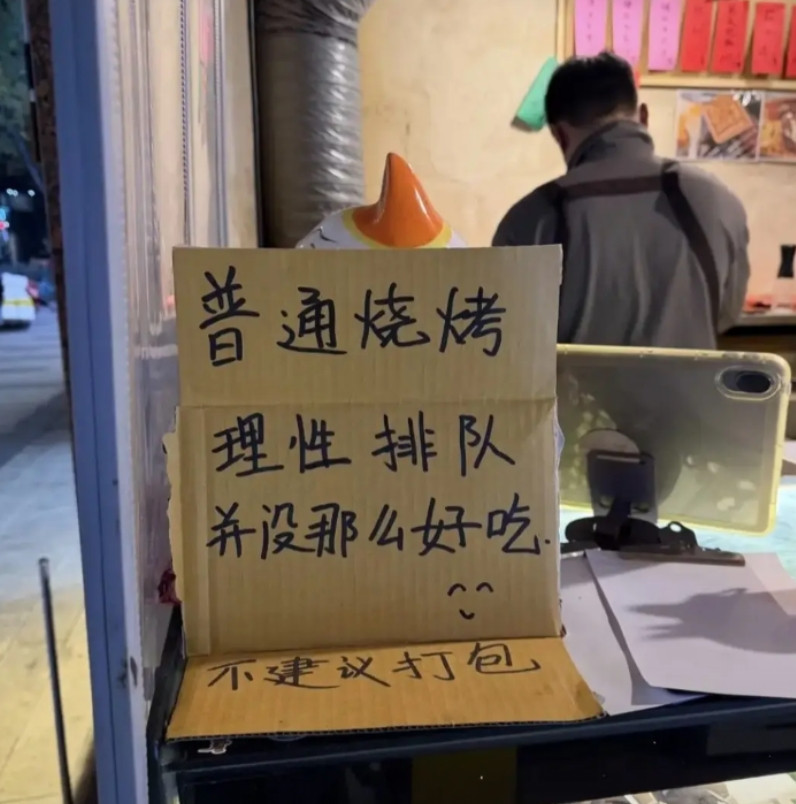 普通烧烤
理性排队
并没那么好吃.
不建议打包